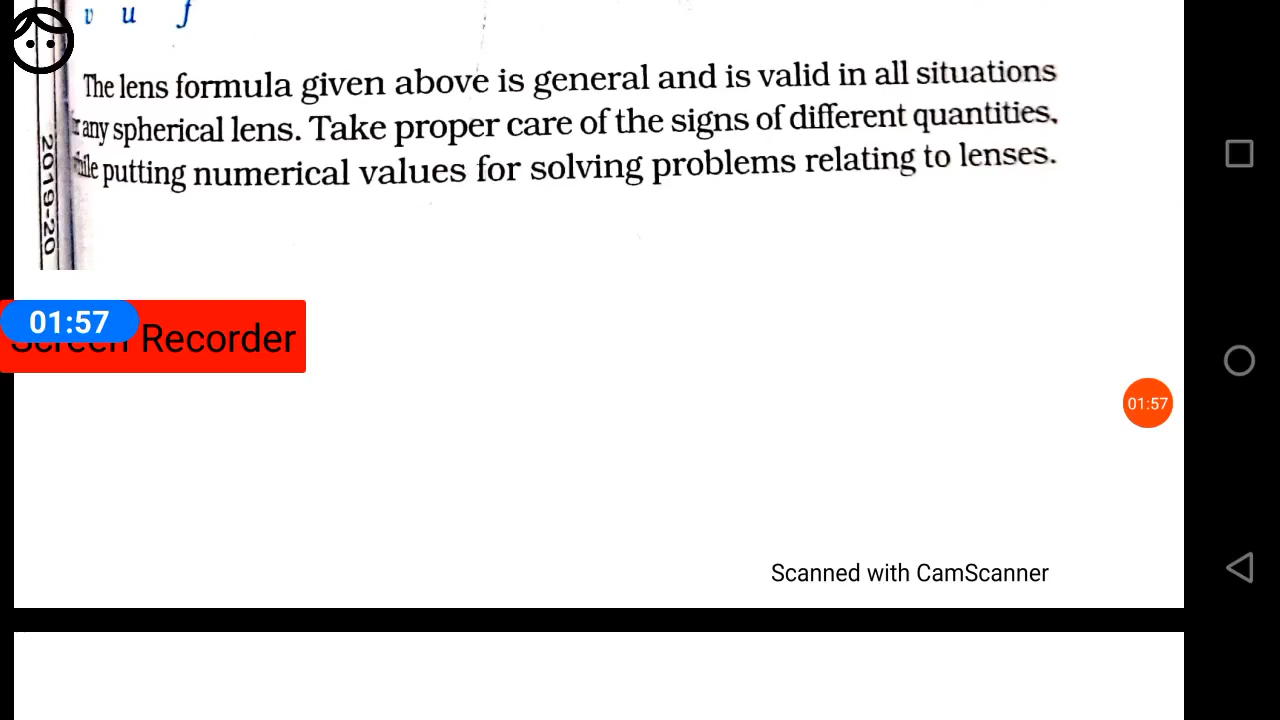 v u f
The lens formula given above is general and is valid in all situations
any spherical lens. Take proper care of the signs of different quantities,
putting numerical values for solving problems relating to lenses.
2019-20
01:57
Screen Recorder
01:57
Scanned with CamScanner